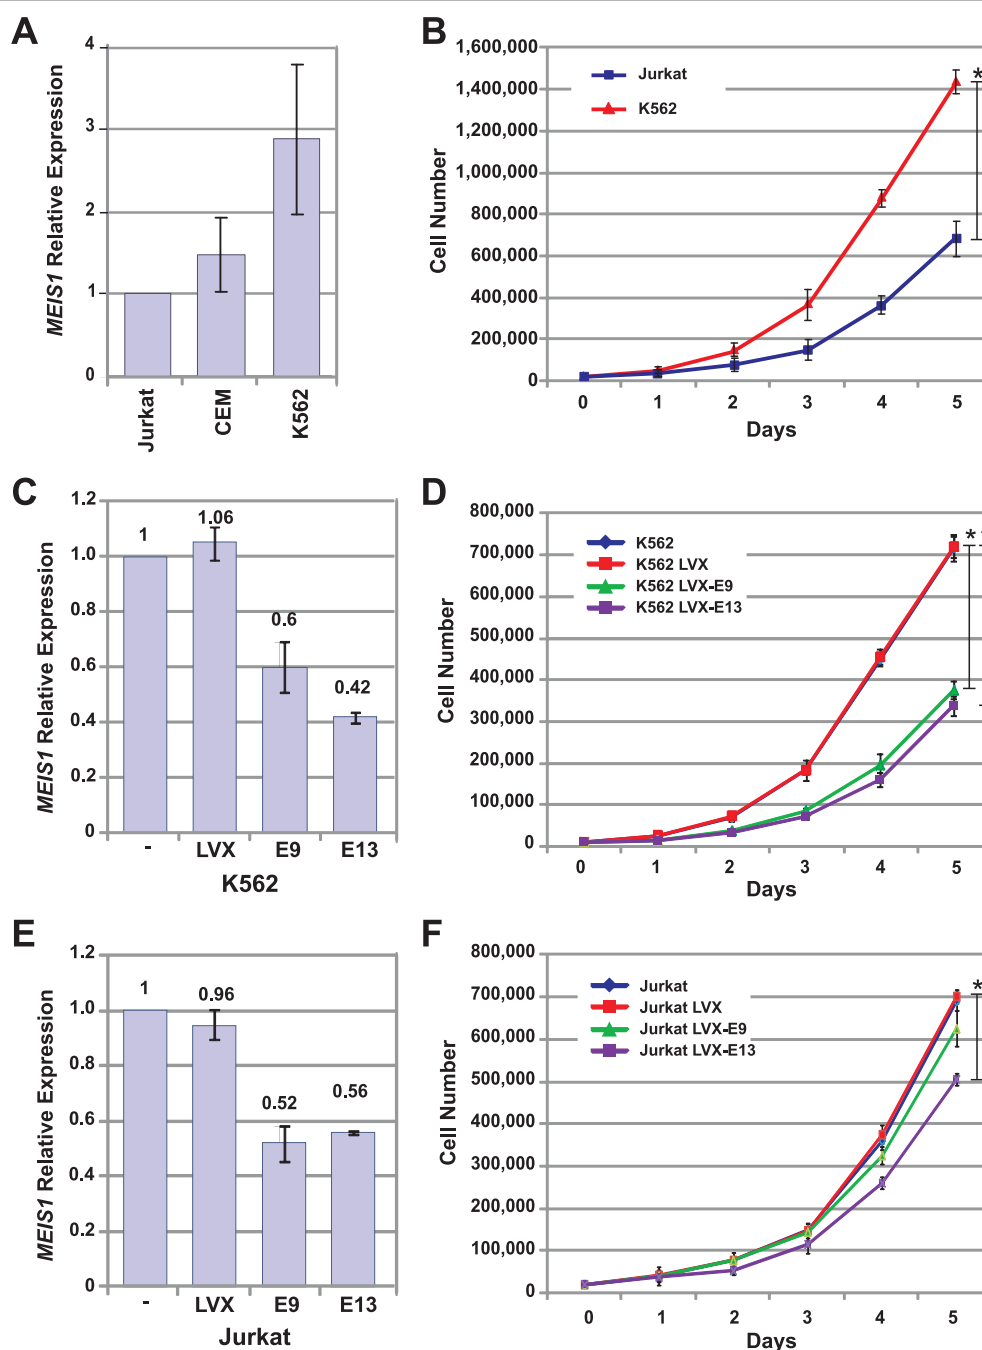 A
MEIS1 Relative Expression
4
3
2
1
0
Jurkat
CEM
K562
B
Cell Number
1,600,000
1,400,000
1,200,000
1,000,000
800,000
600,000
400,000
200,000
0
Jurkat
K562
*
0 1 2 3 4 5
Days
C
MEIS1 Relative Expression
1.2
1.0
0.8
0.6
0.4
0.2
0
1
1.06
0.6
0.42
- LVX E9 E13
K562
D
Cell Number
800,000
700,000
600,000
500,000
400,000
300,000
200,000
100,000
0
K562
K562 LVX
K562 LVX-E9
K562 LVX-E13
*
0 1 2 3 4 5
Days
E
MEIS1 Relative Expression
1.2
1.0
0.8
0.6
0.4
0.2
0
1
0.96
0.52
0.56
- LVX E9 E13
Jurkat
F
Cell Number
800,000
700,000
600,000
500,000
400,000
300,000
200,000
100,000
0
Jurkat
Jurkat LVX
Jurkat LVX-E9
Jurkat LVX-E13
*
0 1 2 3 4 5
Days